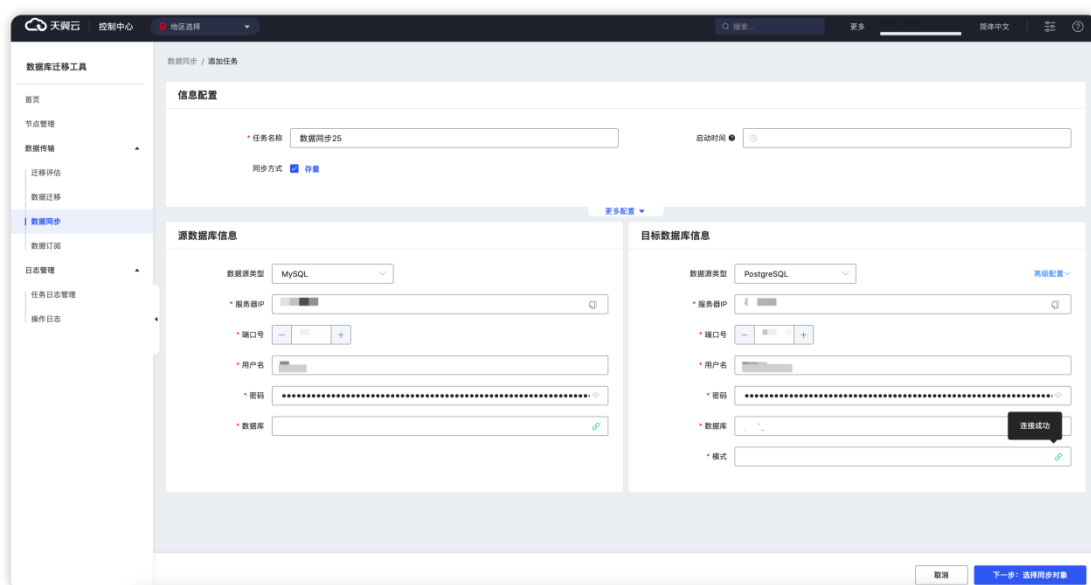 天翼云 控制中心 地区选择 搜索... 更多 简体中文
数据库迁移工具
首页
节点管理
数据传输
迁移评估
数据迁移
数据同步
数据订阅
日志管理
任务日志管理
操作日志
数据同步 / 添加任务
信息配置
* 任务名称 数据同步25 启动时间
同步方式 存量
更多配置
源数据库信息
数据源类型 MySQL
* 服务器IP
* 端口号
* 用户名
* 密码
* 数据库
目标数据库信息
数据源类型 PostgreSQL 高级配置
* 服务器IP
* 端口号
* 用户名
* 密码
* 数据库 连接成功
* 模式
取消 下一步：选择同步对象